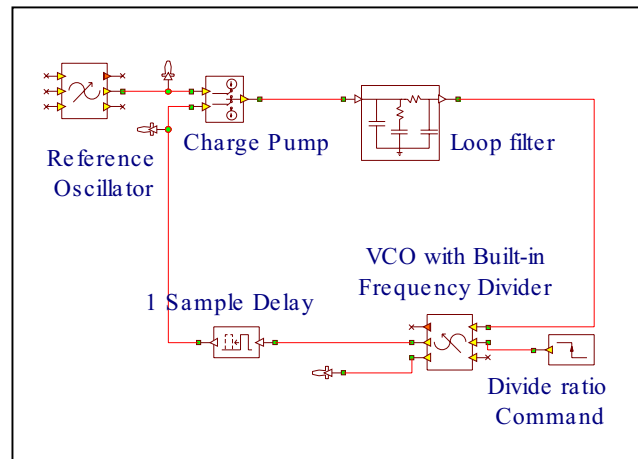 Reference
Oscillator
Charge Pump
Loop filter
VCO with Built-in
Frequency Divider
1 Sample Delay
Divide ratio
Command